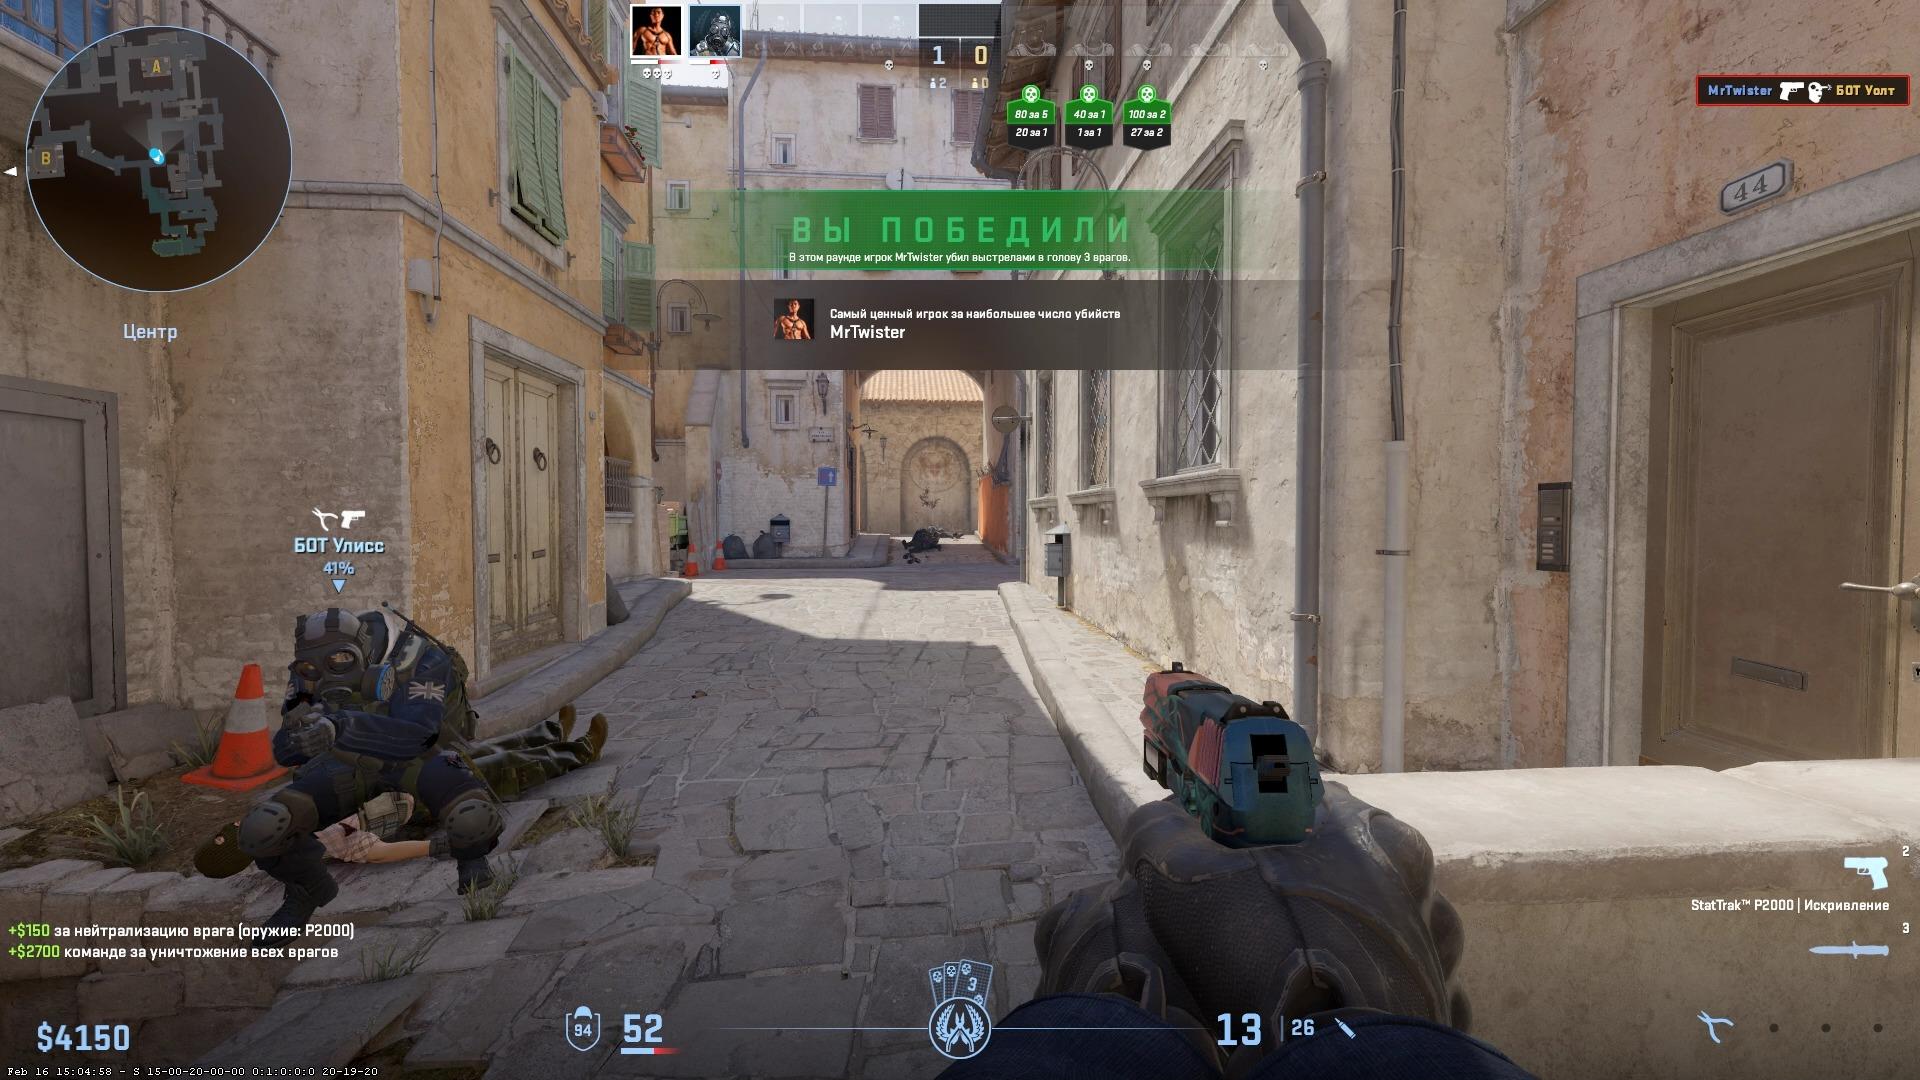 A
B
1 0
2 0
80 за 5
20 за 1
40 за 1
1 за 1
100 за 2
27 за 2
MrTwister БОТ Уолт
44
ВЫ ПОБЕДИЛИ
В этом раунде игрок MrTwister убил выстрелами в голову 3 врагов.
Самый ценный игрок за наибольшее число убийств
MrTwister
Центр
БОТ Улисс
41%
2
StatTrak™ P2000 | Искривление
3
+$150 за нейтрализацию врага (оружие: P2000)
+$2700 команде за уничтожение всех врагов
3
$4150
94 52
13 | 26
Feb 16 15:04:58 - S 15-00-20-00-00 0:1:0:0:0 20-19-20